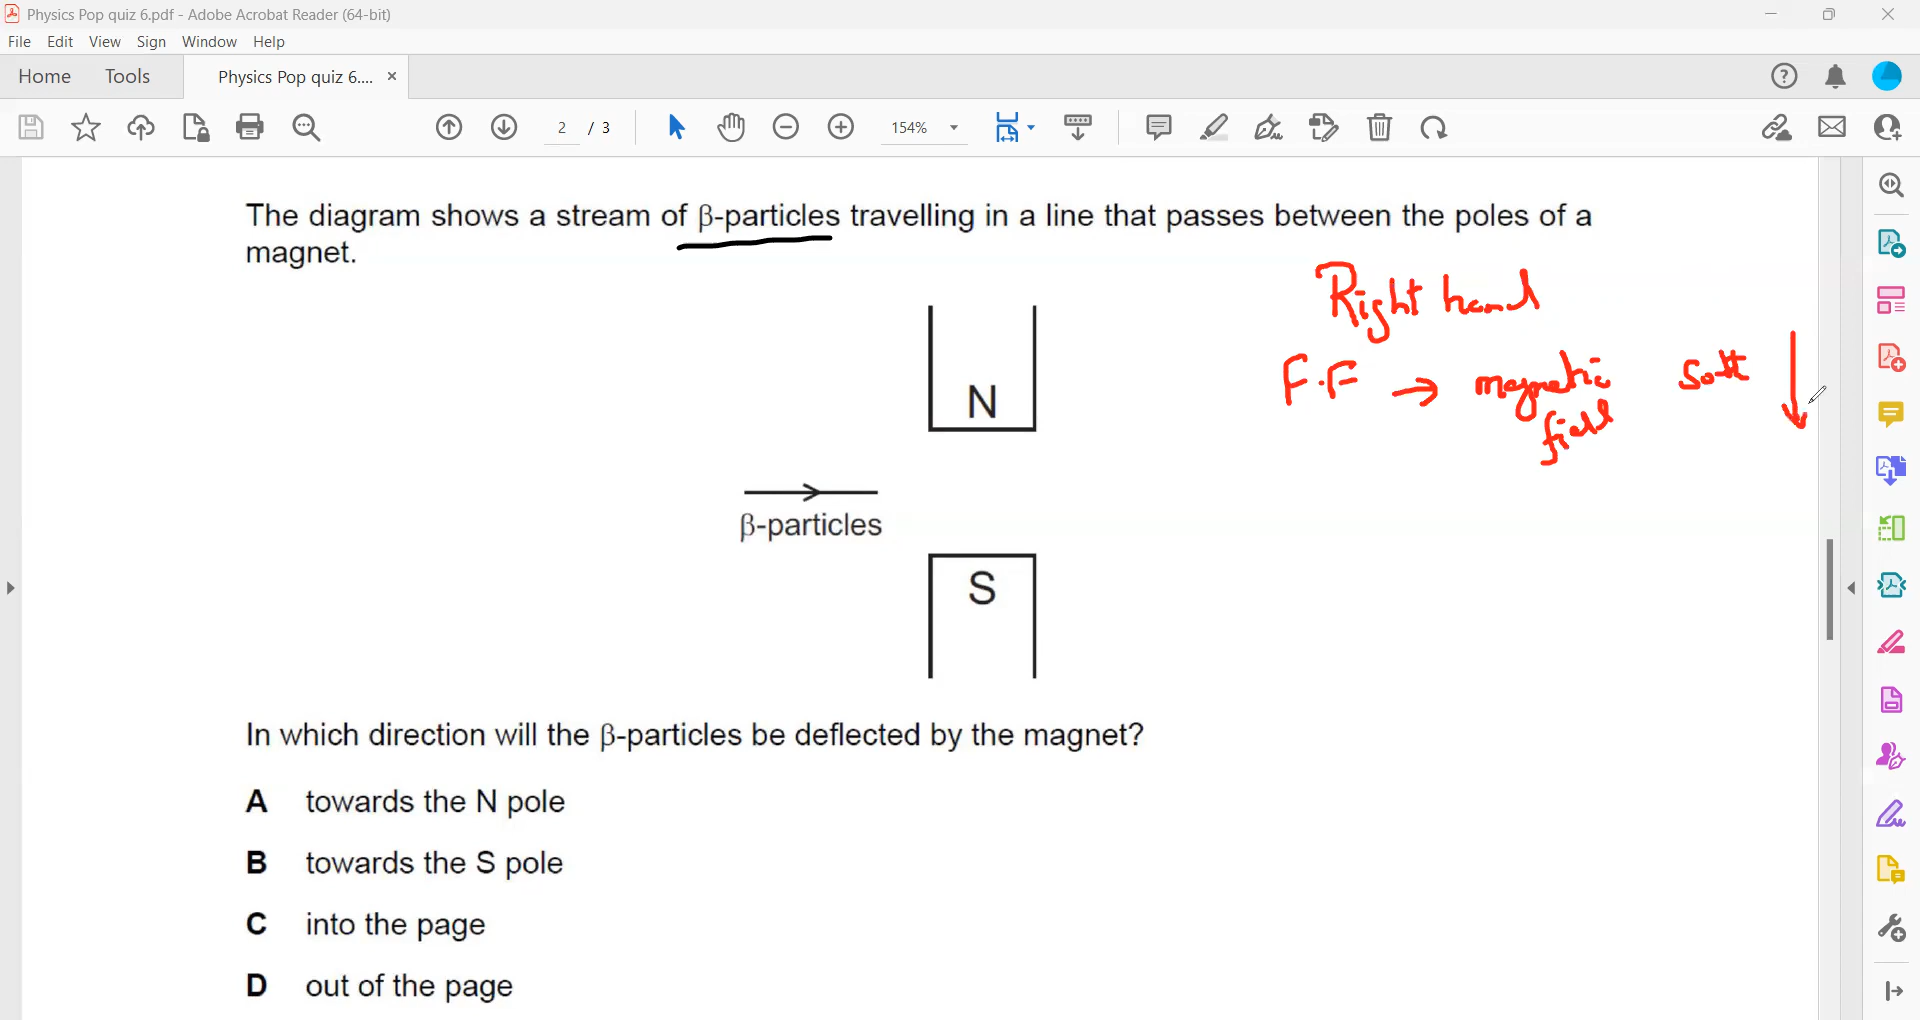 Physics Pop quiz 6.pdf - Adobe Acrobat Reader (64-bit)
File Edit View Sign Window Help
Home Tools Physics Pop quiz 6.... ×
2 / 3 154%
The diagram shows a stream of β-particles travelling in a line that passes between the poles of a
magnet.
Right hand
F.F → magnetic
field
N
β-particles
S
In which direction will the β-particles be deflected by the magnet?
A towards the N pole
B towards the S pole
C into the page
D out of the page